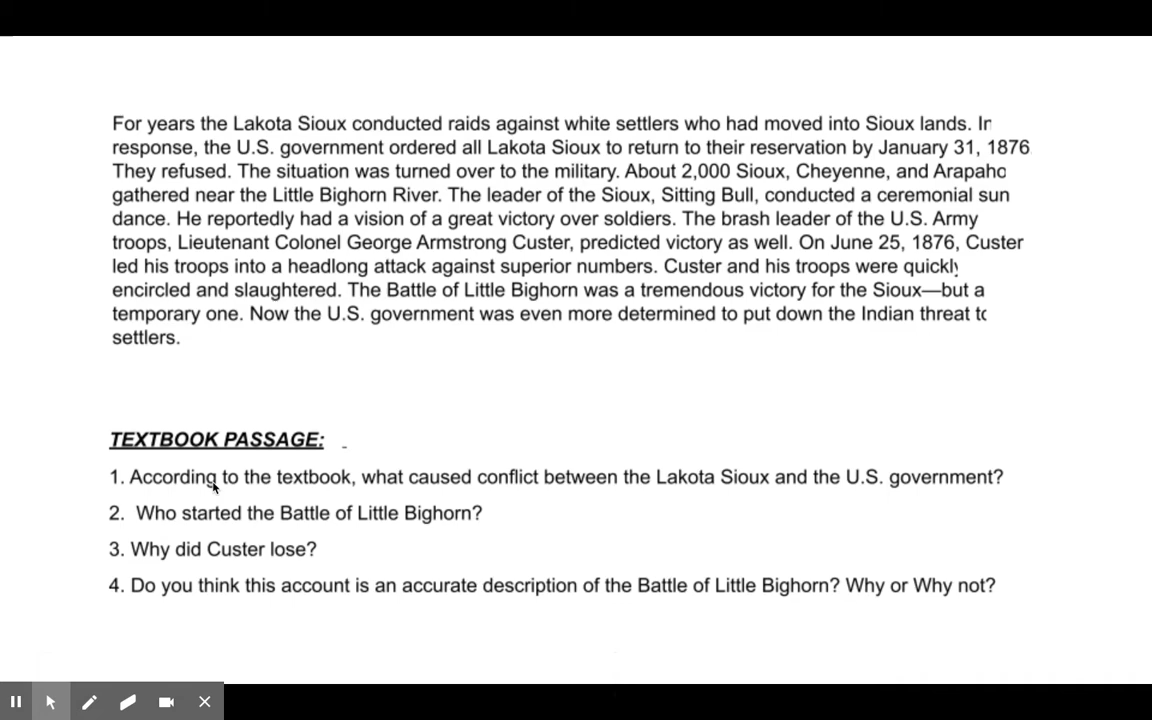 For years the Lakota Sioux conducted raids against white settlers who had moved into Sioux lands. In
response, the U.S. government ordered all Lakota Sioux to return to their reservation by January 31, 1876
They refused. The situation was turned over to the military. About 2,000 Sioux, Cheyenne, and Arapaho
gathered near the Little Bighorn River. The leader of the Sioux, Sitting Bull, conducted a ceremonial sun
dance. He reportedly had a vision of a great victory over soldiers. The brash leader of the U.S. Army
troops, Lieutenant Colonel George Armstrong Custer, predicted victory as well. On June 25, 1876, Custer
led his troops into a headlong attack against superior numbers. Custer and his troops were quickly
encircled and slaughtered. The Battle of Little Bighorn was a tremendous victory for the Sioux—but a
temporary one. Now the U.S. government was even more determined to put down the Indian threat to
settlers.
TEXTBOOK PASSAGE:
1. According to the textbook, what caused conflict between the Lakota Sioux and the U.S. government?
2. Who started the Battle of Little Bighorn?
3. Why did Custer lose?
4. Do you think this account is an accurate description of the Battle of Little Bighorn? Why or Why not?